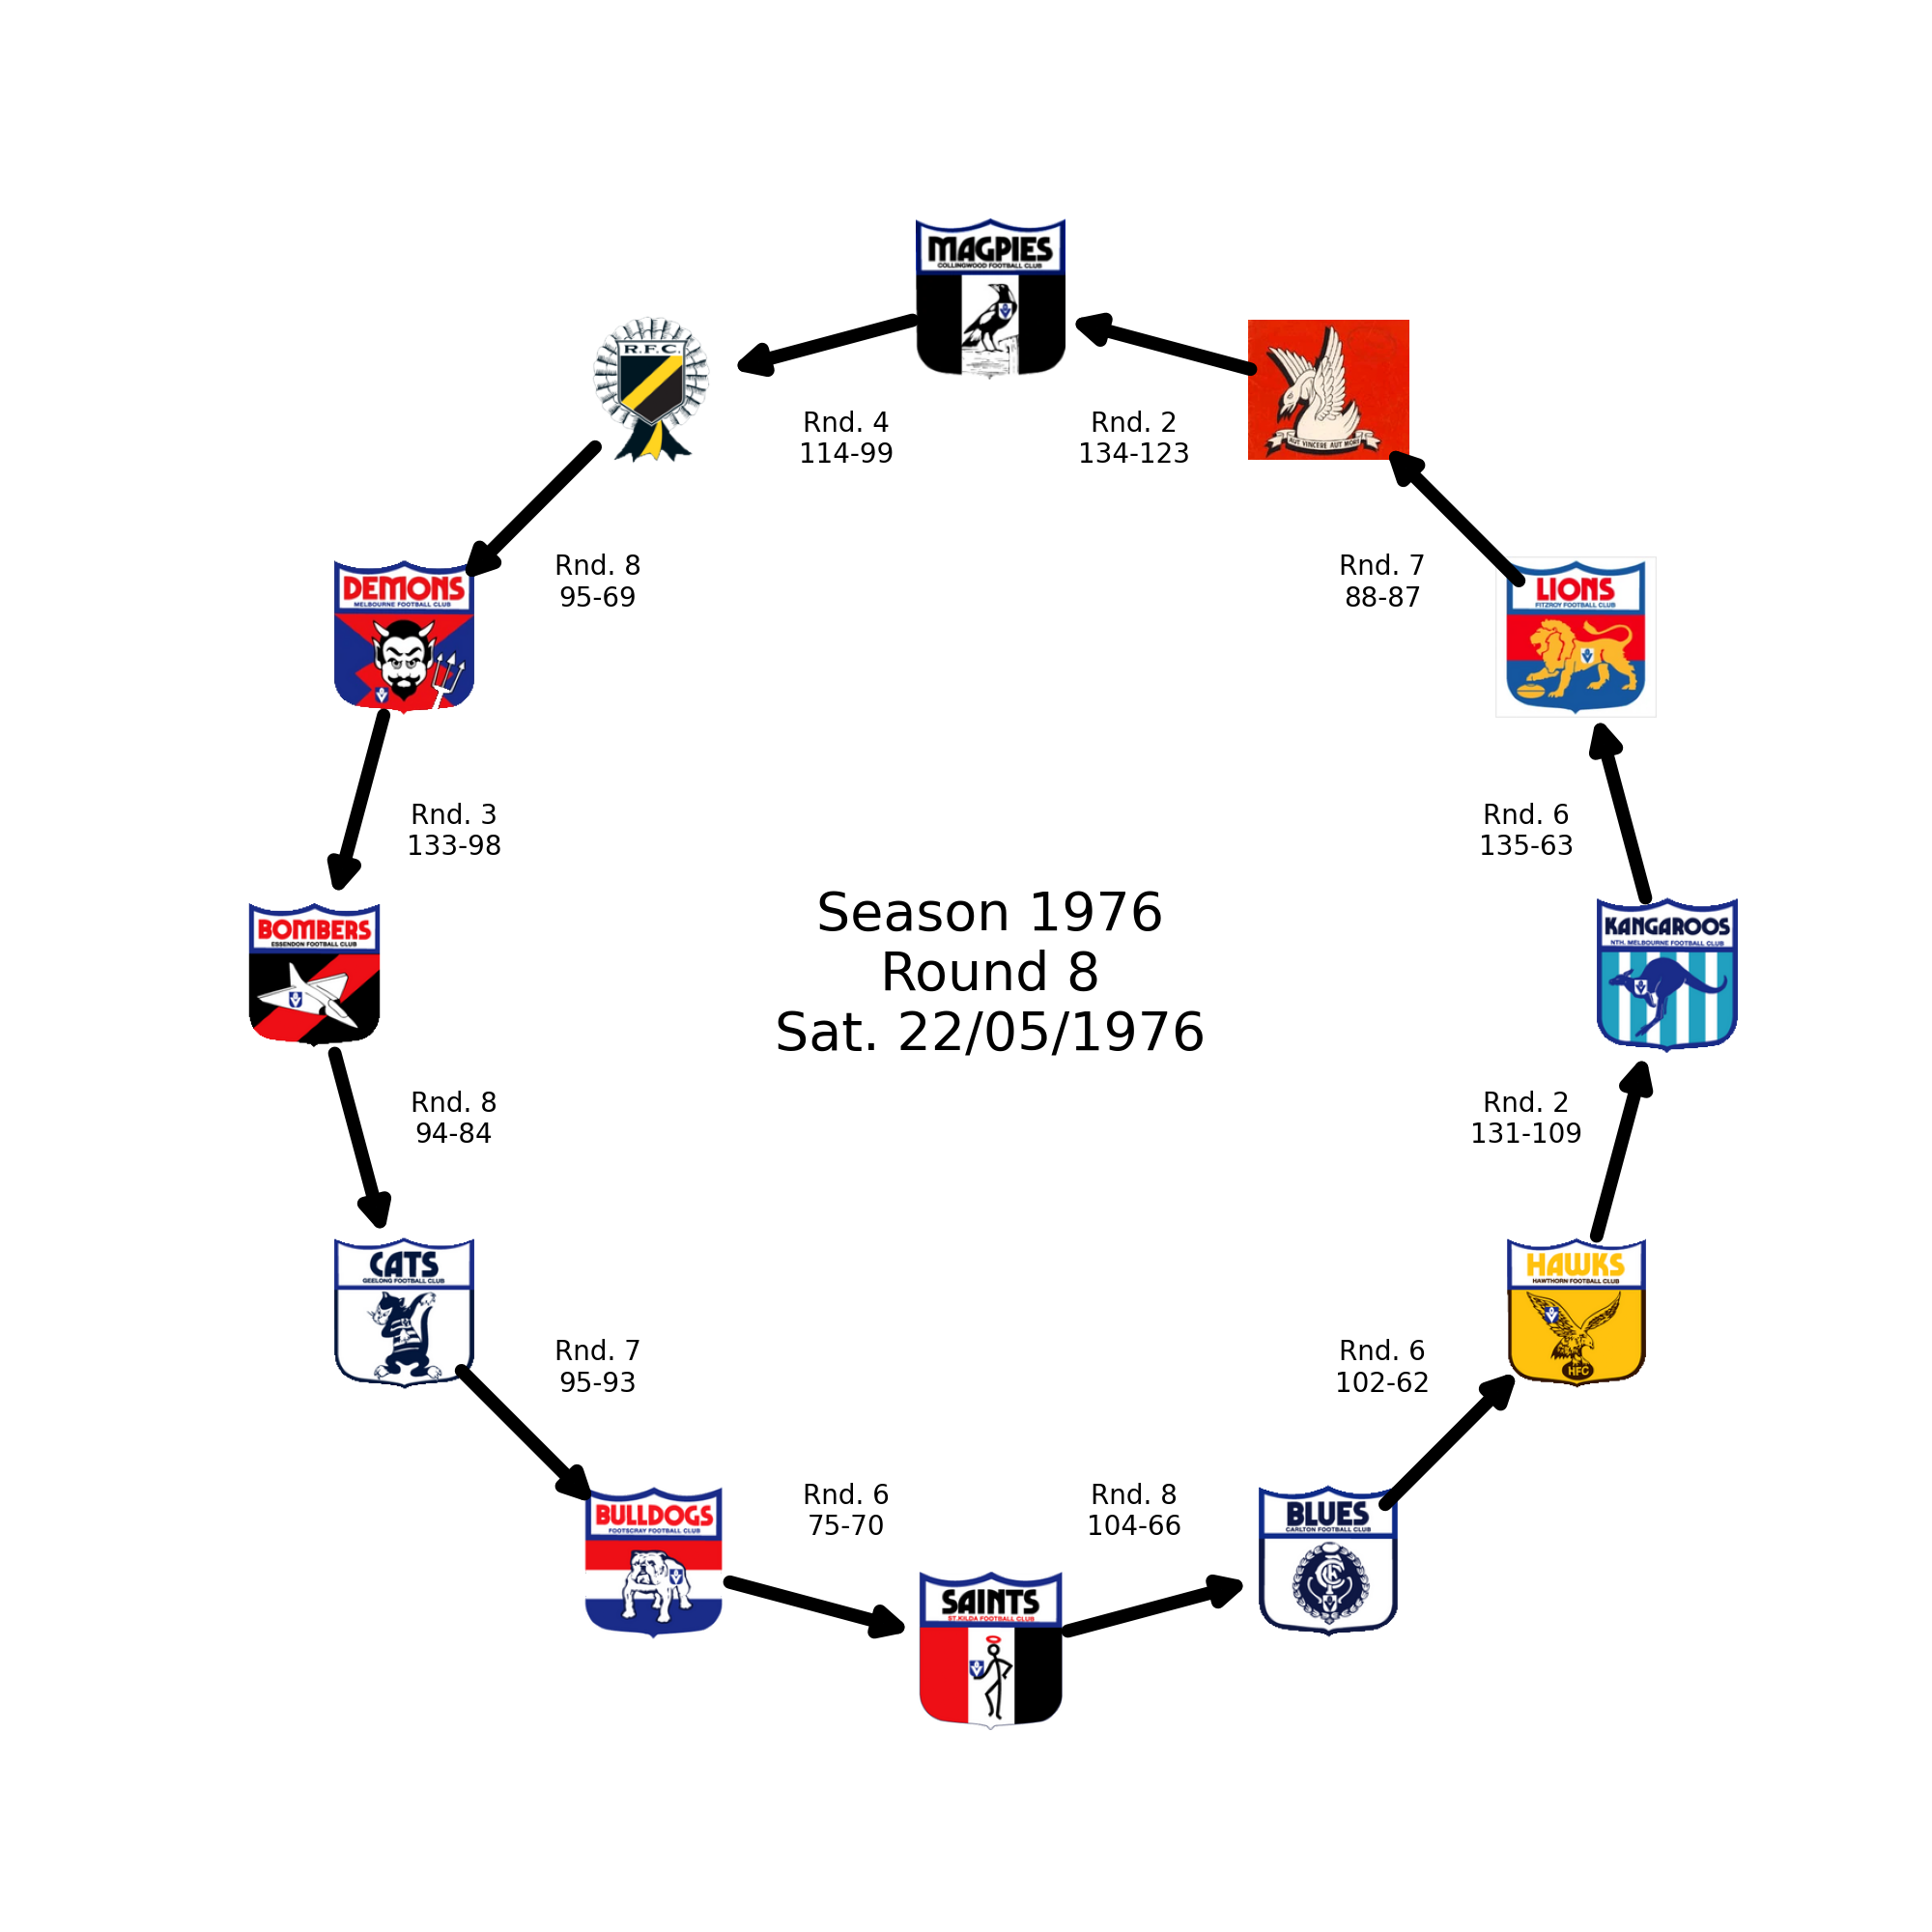 MAGPIES
COLLINGWOOD FOOTBALL CLUB
R.F.C.
AUT VINCERE AUT MORI
Rnd. 4
114-99
Rnd. 2
134-123
DEMONS
MELBOURNE FOOTBALL CLUB
Rnd. 8
95-69
Rnd. 7
88-87
LIONS
FITZROY FOOTBALL CLUB
Rnd. 3
133-98
Rnd. 6
135-63
BOMBERS
ESSENDON FOOTBALL CLUB
Season 1976
Round 8
Sat. 22/05/1976
KANGAROOS
NTH. MELBOURNE FOOTBALL CLUB
Rnd. 8
94-84
Rnd. 2
131-109
CATS
GEELONG FOOTBALL CLUB
HAWKS
HAWTHORN FOOTBALL CLUB
HFC
Rnd. 7
95-93
Rnd. 6
102-62
BULLDOGS
FOOTSCRAY FOOTBALL CLUB
Rnd. 6
75-70
Rnd. 8
104-66
BLUES
CARLTON FOOTBALL CLUB
CFC
SAINTS
ST.KILDA FOOTBALL CLUB